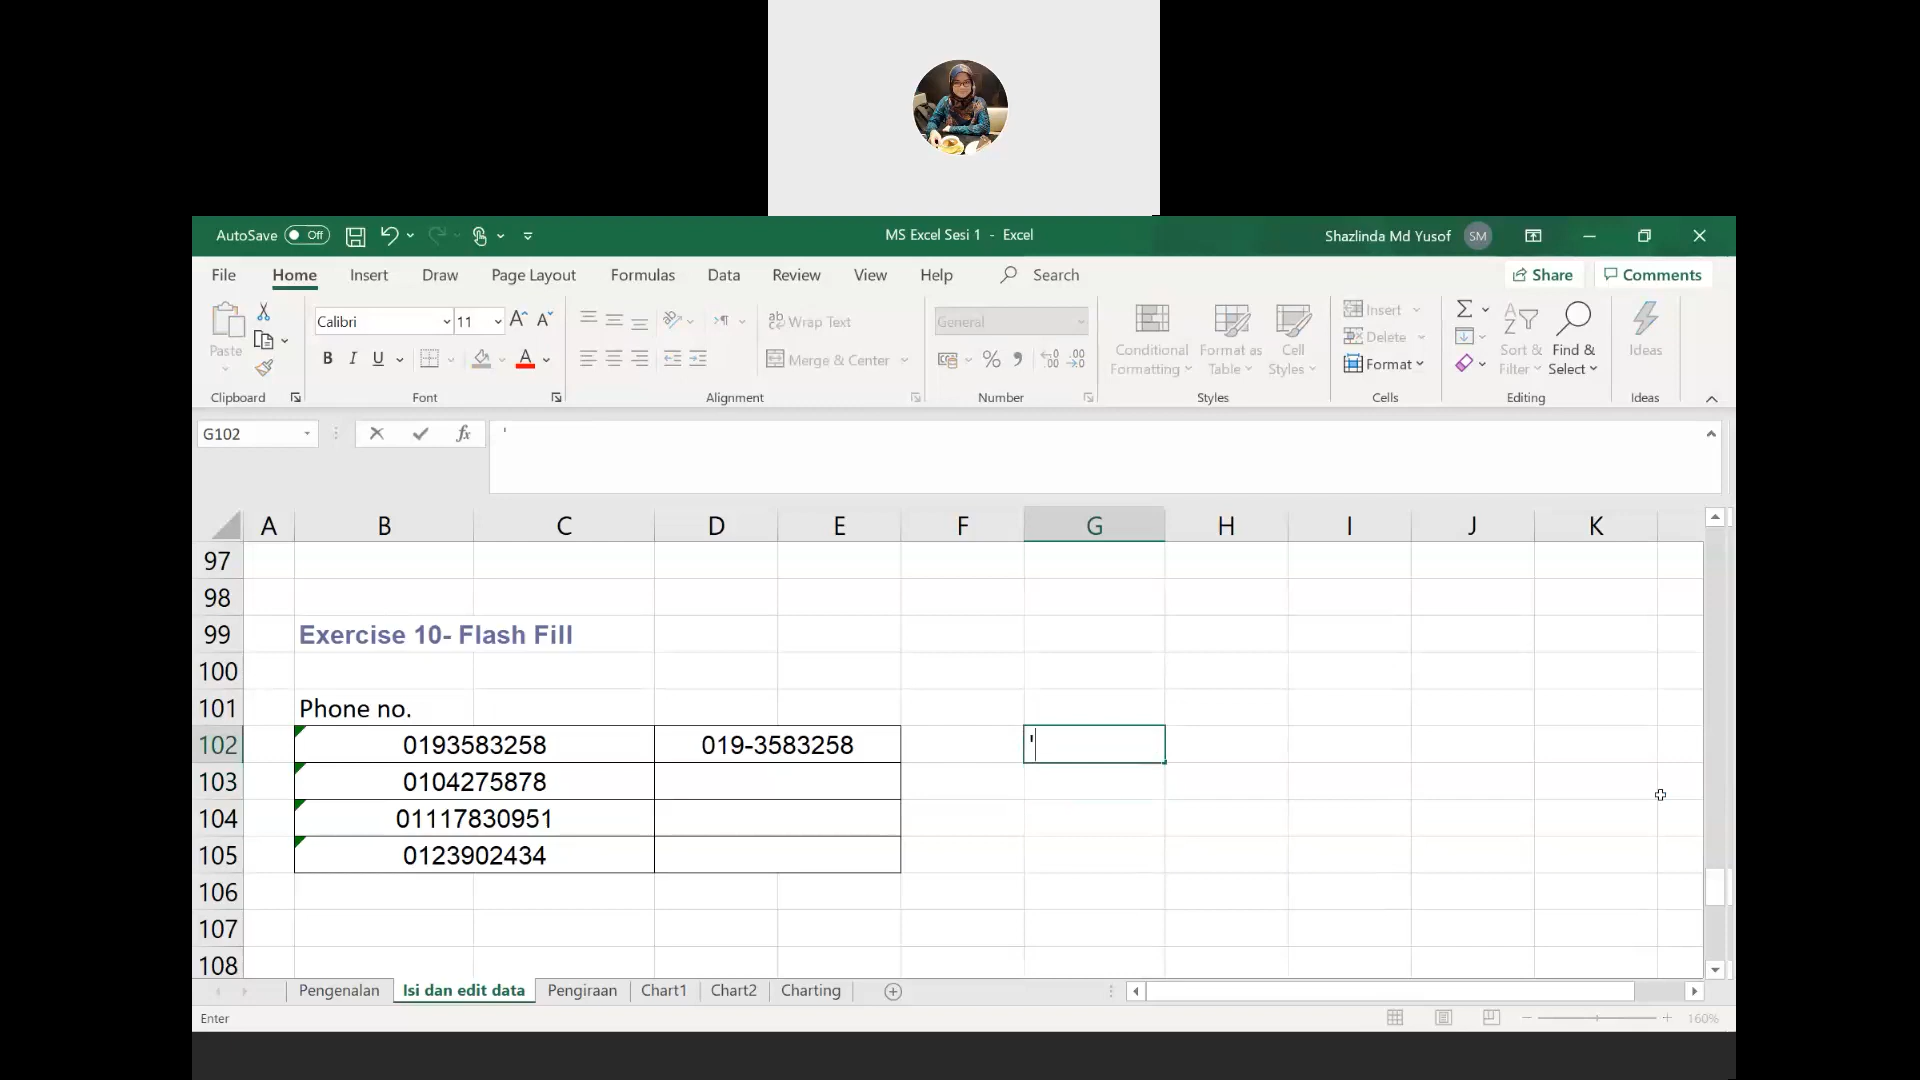 AutoSave Off MS Excel Sesi 1 - Excel Shazlinda Md Yusof SM
File Home Insert Draw Page Layout Formulas Data Review View Help Search Share Comments
Paste
Calibri 11
B I U A
Wrap Text
Merge & Center
General
% , .00
Conditional Formatting
Format as Table
Cell Styles
Insert
Delete
Format
Sort & Filter
Find & Select
Ideas
Clipboard Font Alignment Number Styles Cells Editing Ideas
G102 fx '
A B C D E F G H I J K
97
98
99 Exercise 10- Flash Fill
100
101 Phone no.
102 0193583258 019-3583258 '
103 0104275878
104 01117830951
105 0123902434
106
107
108
Pengenalan Isi dan edit data Pengiraan Chart1 Chart2 Charting
Enter 160%